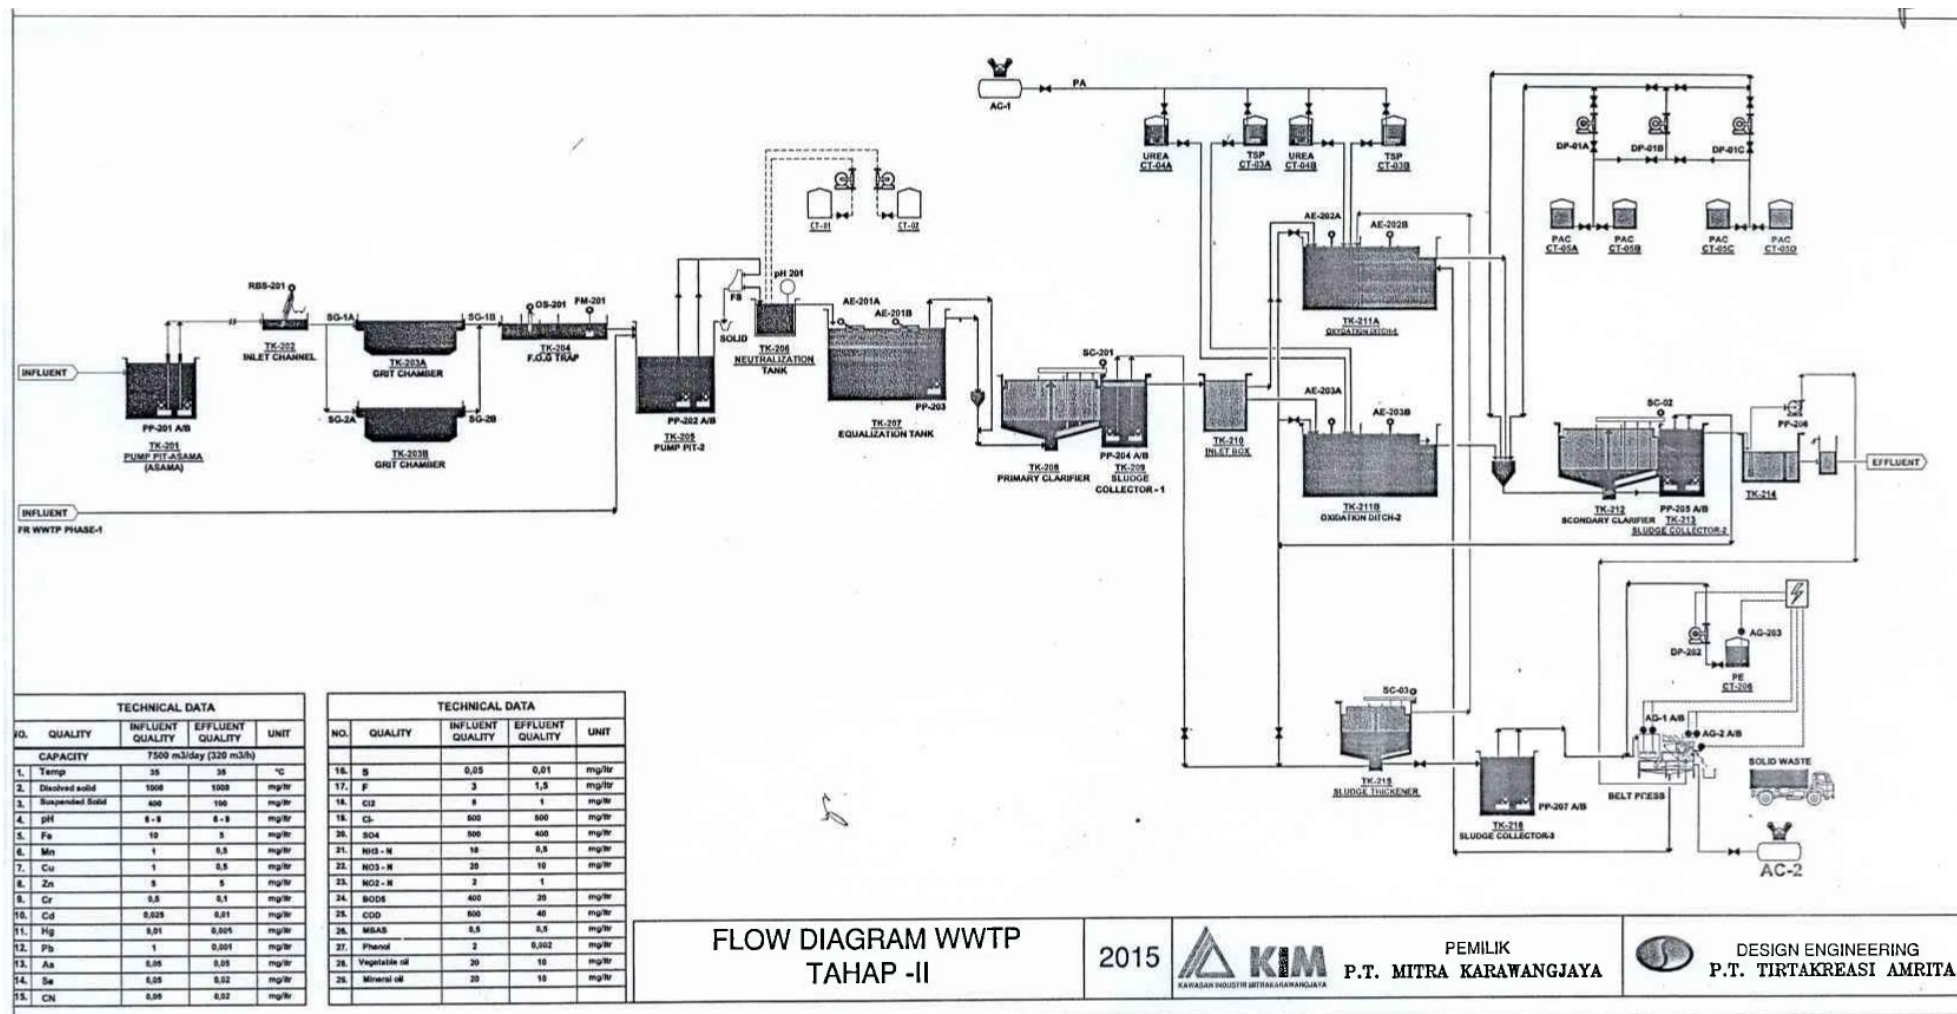 AC-1
PA
UREA
CT-04A
TSP
CT-03A
UREA
CT-04B
TSP
CT-03B
DP-01A
DP-01B
DP-01C
PAC
CT-05A
PAC
CT-05B
PAC
CT-05C
PAC
CT-05D
CT-01
CT-02
RBS-201
TK-202
INLET CHANNEL
SG-1A
SG-1B
TK-203A
GRIT CHAMBER
SG-2A
SG-2B
TK-203B
GRIT CHAMBER
OS-201
FM-201
TK-204
F.O.G TRAP
INFLUENT
PP-201 A/B
TK-201
PUMP PIT-ASAMA
(ASAMA)
INFLUENT
FR WWTP PHASE-1
PP-202 A/B
TK-205
PUMP PIT-2
FS
SOLID
pH 201
TK-206
NEUTRALIZATION
TANK
AE-201A
AE-201B
PP-203
TK-207
EQUALIZATION TANK
SC-201
TK-208
PRIMARY CLARIFIER
PP-204 A/B
TK-209
SLUDGE
COLLECTOR - 1
TK-210
INLET BOX
AE-202A
AE-202B
TK-211A
OXYDATION DITCH-1
AE-203A
AE-203B
TK-211B
OXIDATION DITCH-2
SC-02
TK-212
SCONDARY CLARIFIER
PP-205 A/B
TK-213
SLUDGE COLLECTOR-2
PP-206
TK-214
EFFLUENT
DP-202
AG-203
PE
CT-206
SC-03
TK-215
SLUDGE THICKENER
PP-207 A/B
TK-216
SLUDGE COLLECTOR-3
AG-1 A/B
AG-2 A/B
BELT PRESS
SOLID WASTE
AC-2
TECHNICAL DATA
NO. QUALITY INFLUENT QUALITY EFFLUENT QUALITY UNIT
CAPACITY 7500 m3/day (320 m3/h)
1. Temp 35 35 °C
2. Disolved solid 1000 1000 mg/ltr
3. Suspended Solid 400 100 mg/ltr
4. pH 6 - 9 6 - 9 mg/ltr
5. Fe 10 5 mg/ltr
6. Mn 1 0,5 mg/ltr
7. Cu 1 0,5 mg/ltr
8. Zn 5 5 mg/ltr
9. Cr 0,5 0,1 mg/ltr
10. Cd 0,025 0,01 mg/ltr
11. Hg 0,01 0,005 mg/ltr
12. Pb 1 0,001 mg/ltr
13. As 0,05 0,05 mg/ltr
14. Se 0,05 0,02 mg/ltr
15. CN 0,05 0,02 mg/ltr
TECHNICAL DATA
NO. QUALITY INFLUENT QUALITY EFFLUENT QUALITY UNIT
16. S 0,05 0,01 mg/ltr
17. F 3 1,5 mg/ltr
18. Cl2 1 mg/ltr
19. Cl- 600 600 mg/ltr
20. SO4 500 400 mg/ltr
21. NH3 - N 10 0,5 mg/ltr
22. NO3 - N 20 10 mg/ltr
23. NO2 - N 2 1
24. BOD5 400 20 mg/ltr
25. COD 600 40 mg/ltr
26. MBAS 0,5 0,5 mg/ltr
27. Phenol 2 0,002 mg/ltr
28. Vegetable oil 20 10 mg/ltr
Mineral oil 20 10 mg/ltr
FLOW DIAGRAM WWTP
TAHAP -II
2015
KIM
KAWASAN INDUSTRI MITRAKARAWANGJAYA
PEMILIK
P.T. MITRA KARAWANGJAYA
DESIGN ENGINEERING
P.T. TIRTAKREASI AMRITA